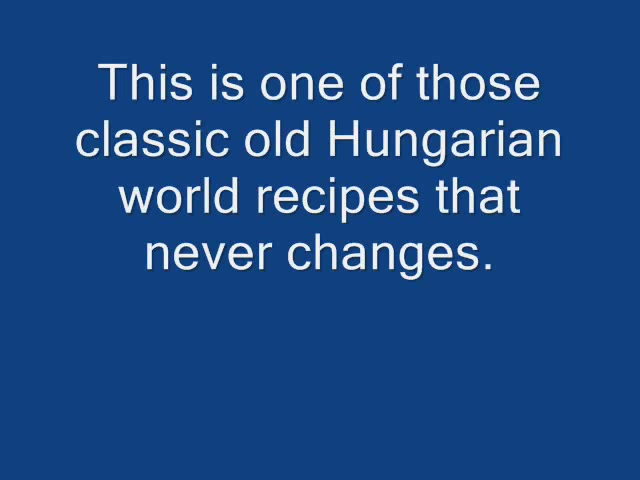 This is one of those
classic old Hungarian
world recipes that
never changes.